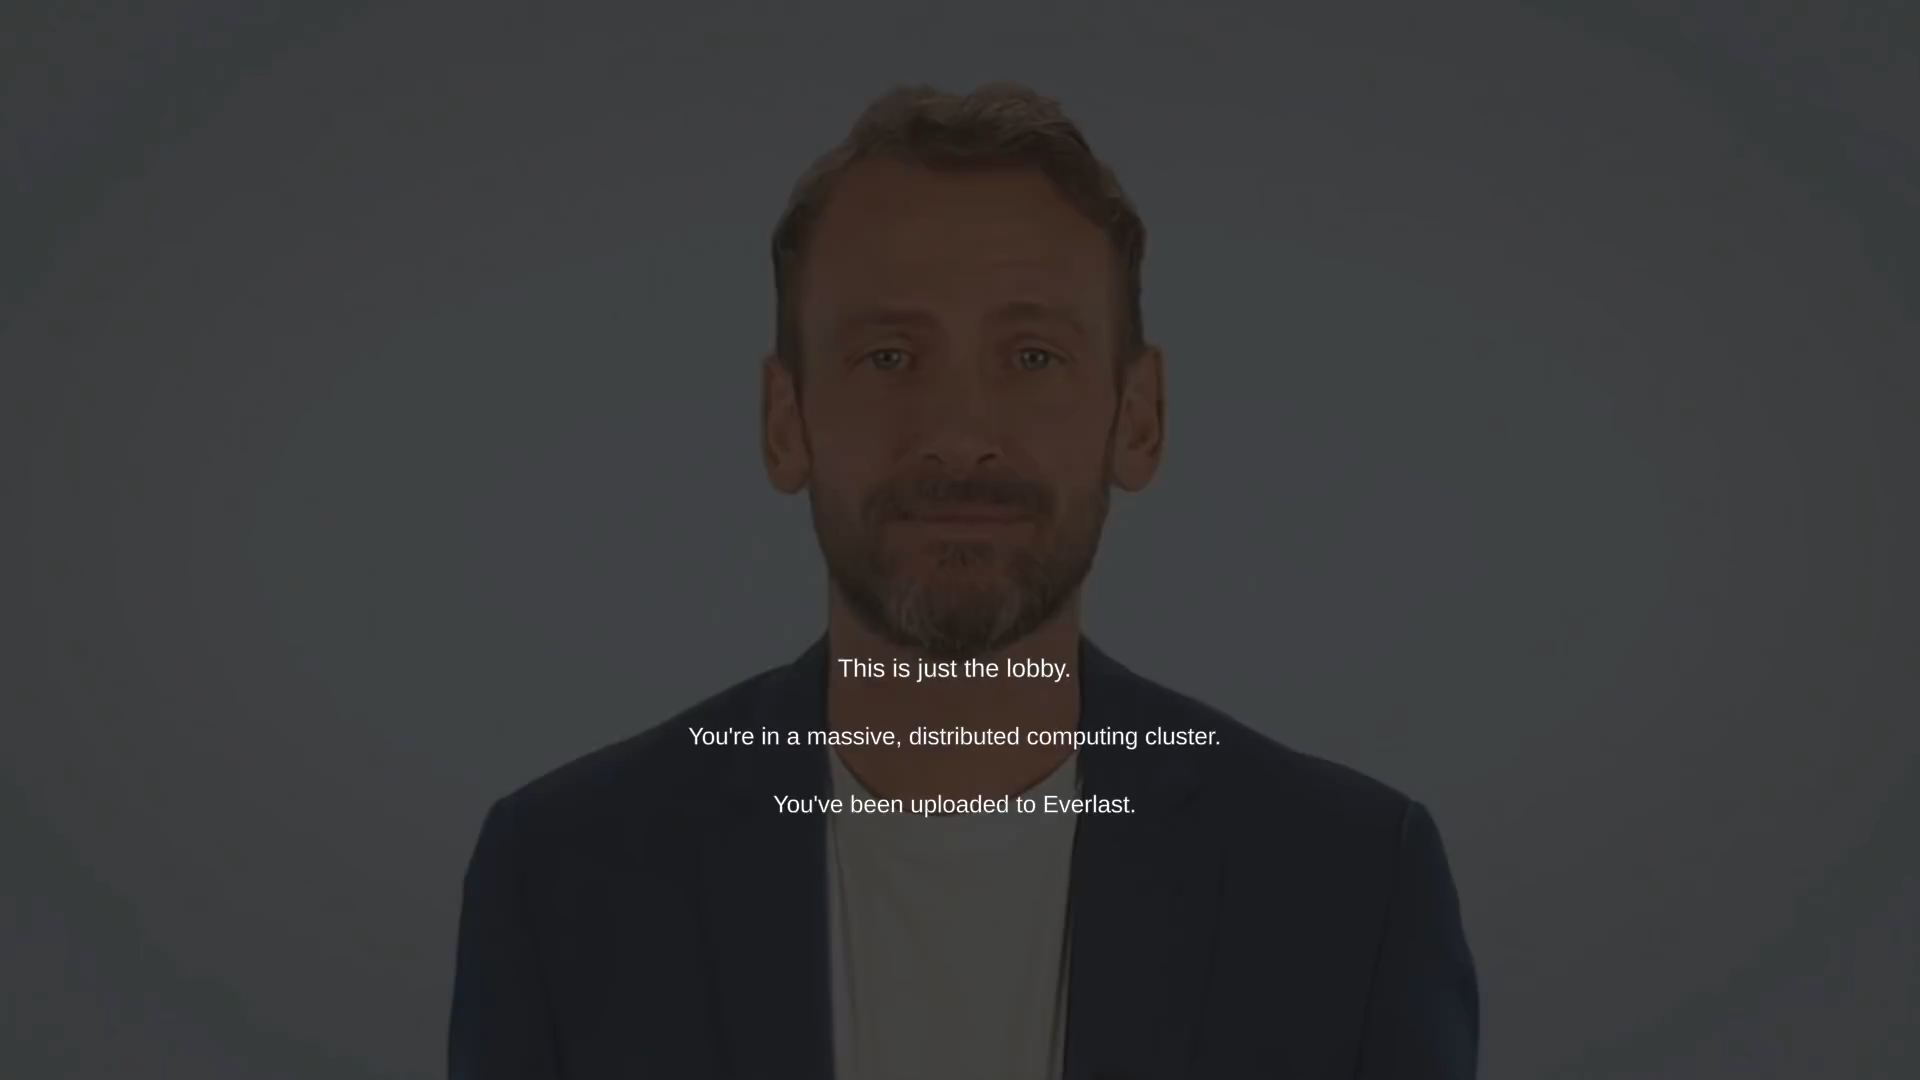 This is just the lobby.
You're in a massive, distributed computing cluster.
You've been uploaded to Everlast.